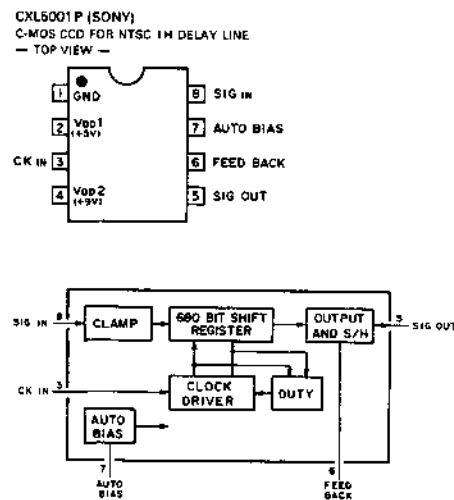 CXL5001P (SONY)
C-MOS CCD FOR NTSC 1H DELAY LINE
— TOP VIEW —
1 GND
8 SIG IN
2 VDD1 (+5V)
7 AUTO BIAS
CK IN 3
6 FEED BACK
4 VDD2 (+9V)
5 SIG OUT
SIG IN 8
CLAMP
680 BIT SHIFT
REGISTER
OUTPUT
AND S/H
5 SIG OUT
CK IN 3
CLOCK
DRIVER
DUTY
AUTO
BIAS
7
AUTO
BIAS
6
FEED
BACK